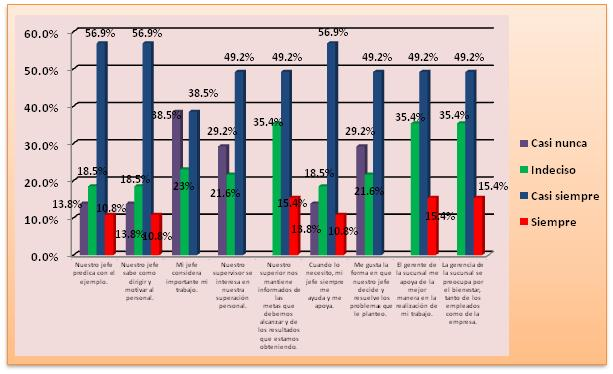 60.0%
50.0%
40.0%
30.0%
20.0%
10.0%
0.0%
56.9%
56.9%
56.9%
49.2%
49.2%
49.2%
49.2%
49.2%
38.5%
38.5%
35.4%
35.4%
35.4%
29.2%
29.2%
23%
21.6%
21.6%
18.5%
18.5%
18.5%
15.4%
15.4%
15.4%
13.8%
13.8%
13.8%
10.8%
10.8%
10.8%
Nuestro jefe
predica con el
ejemplo.
Nuestro jefe
sabe como
dirigir y
motivar al
personal.
Mi jefe
considera
importante mi
trabajo.
Nuestro
supervisor se
interesa en
nuestra
superación
personal.
Nuestro
superior nos
mantiene
informados de
las
metas que
debemos
alcanzar y de
los resultados
que estamos
obteniendo.
Cuando lo
necesito, mi
jefe siempre
me
ayuda y me
apoya.
Me gusta la
forma en que
nuestro jefe
decide y
resuelve los
problemas que
le planteo.
El gerente de
la sucursal me
apoya de la
mejor
manera en la
realización de
mi trabajo.
La gerencia de
la sucursal se
preocupa por
el bienestar,
tanto de los
empleados
como de la
empresa.
Casi nunca
Indeciso
Casi siempre
Siempre